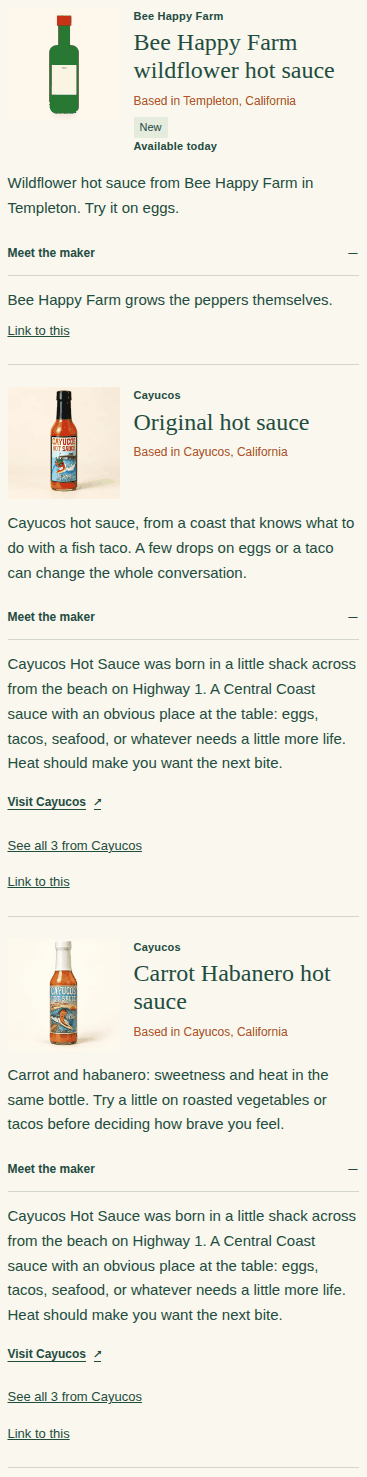 Bee Happy Farm
Bee Happy Farm
wildflower hot sauce
Based in Templeton, California
New
Available today
Wildflower hot sauce from Bee Happy Farm in
Templeton. Try it on eggs.
Meet the maker —
Bee Happy Farm grows the peppers themselves.
Link to this
CAYUCOS
HOT SAUCE
Cayucos
Original hot sauce
Based in Cayucos, California
Cayucos hot sauce, from a coast that knows what to
do with a fish taco. A few drops on eggs or a taco
can change the whole conversation.
Meet the maker —
Cayucos Hot Sauce was born in a little shack across
from the beach on Highway 1. A Central Coast
sauce with an obvious place at the table: eggs,
tacos, seafood, or whatever needs a little more life.
Heat should make you want the next bite.
Visit Cayucos ↗
See all 3 from Cayucos
Link to this
CAYUCOS
HOT SAUCE
Cayucos
Carrot Habanero hot
sauce
Based in Cayucos, California
Carrot and habanero: sweetness and heat in the
same bottle. Try a little on roasted vegetables or
tacos before deciding how brave you feel.
Meet the maker —
Cayucos Hot Sauce was born in a little shack across
from the beach on Highway 1. A Central Coast
sauce with an obvious place at the table: eggs,
tacos, seafood, or whatever needs a little more life.
Heat should make you want the next bite.
Visit Cayucos ↗
See all 3 from Cayucos
Link to this